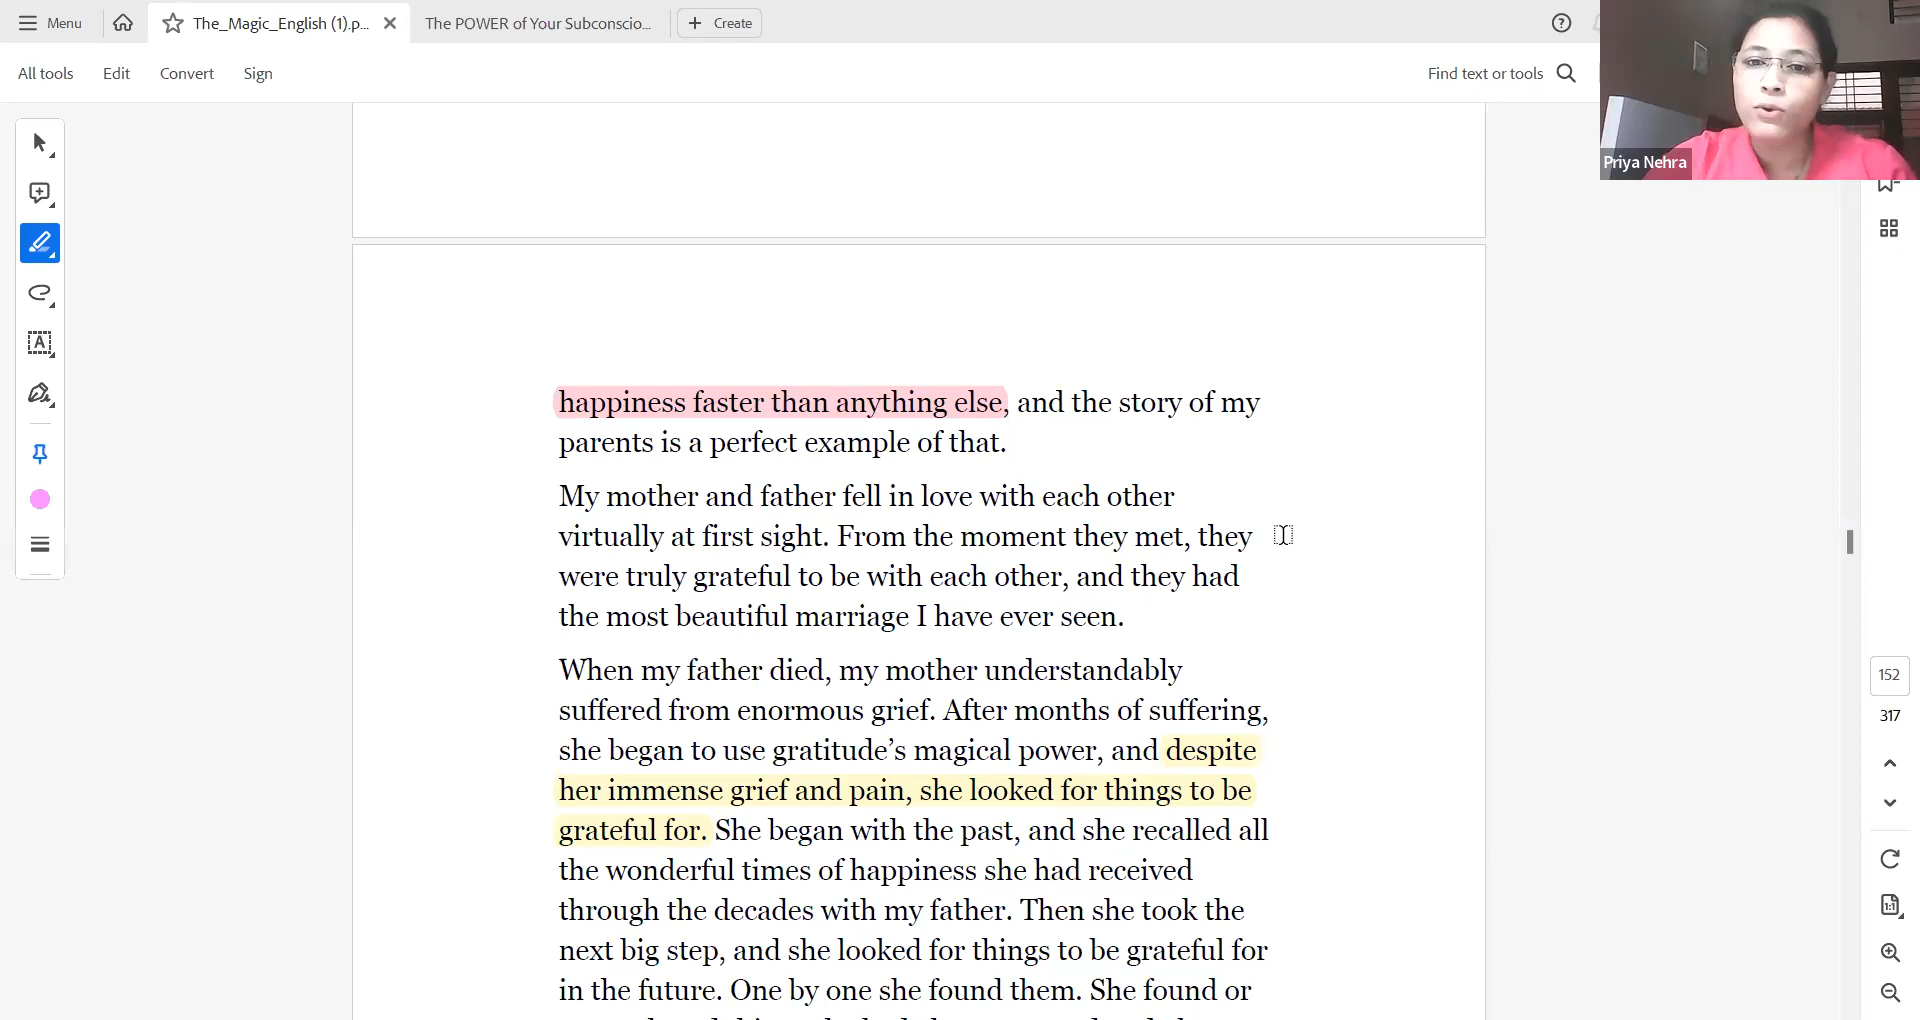 Menu
The_Magic_English (1).p...
The POWER of Your Subconscio...
Create
All tools
Edit
Convert
Sign
Find text or tools
Priya Nehra
happiness faster than anything else, and the story of my
parents is a perfect example of that.
My mother and father fell in love with each other
virtually at first sight. From the moment they met, they
were truly grateful to be with each other, and they had
the most beautiful marriage I have ever seen.
When my father died, my mother understandably
suffered from enormous grief. After months of suffering,
she began to use gratitude’s magical power, and despite
her immense grief and pain, she looked for things to be
grateful for. She began with the past, and she recalled all
the wonderful times of happiness she had received
through the decades with my father. Then she took the
next big step, and she looked for things to be grateful for
in the future. One by one she found them. She found or
152
317